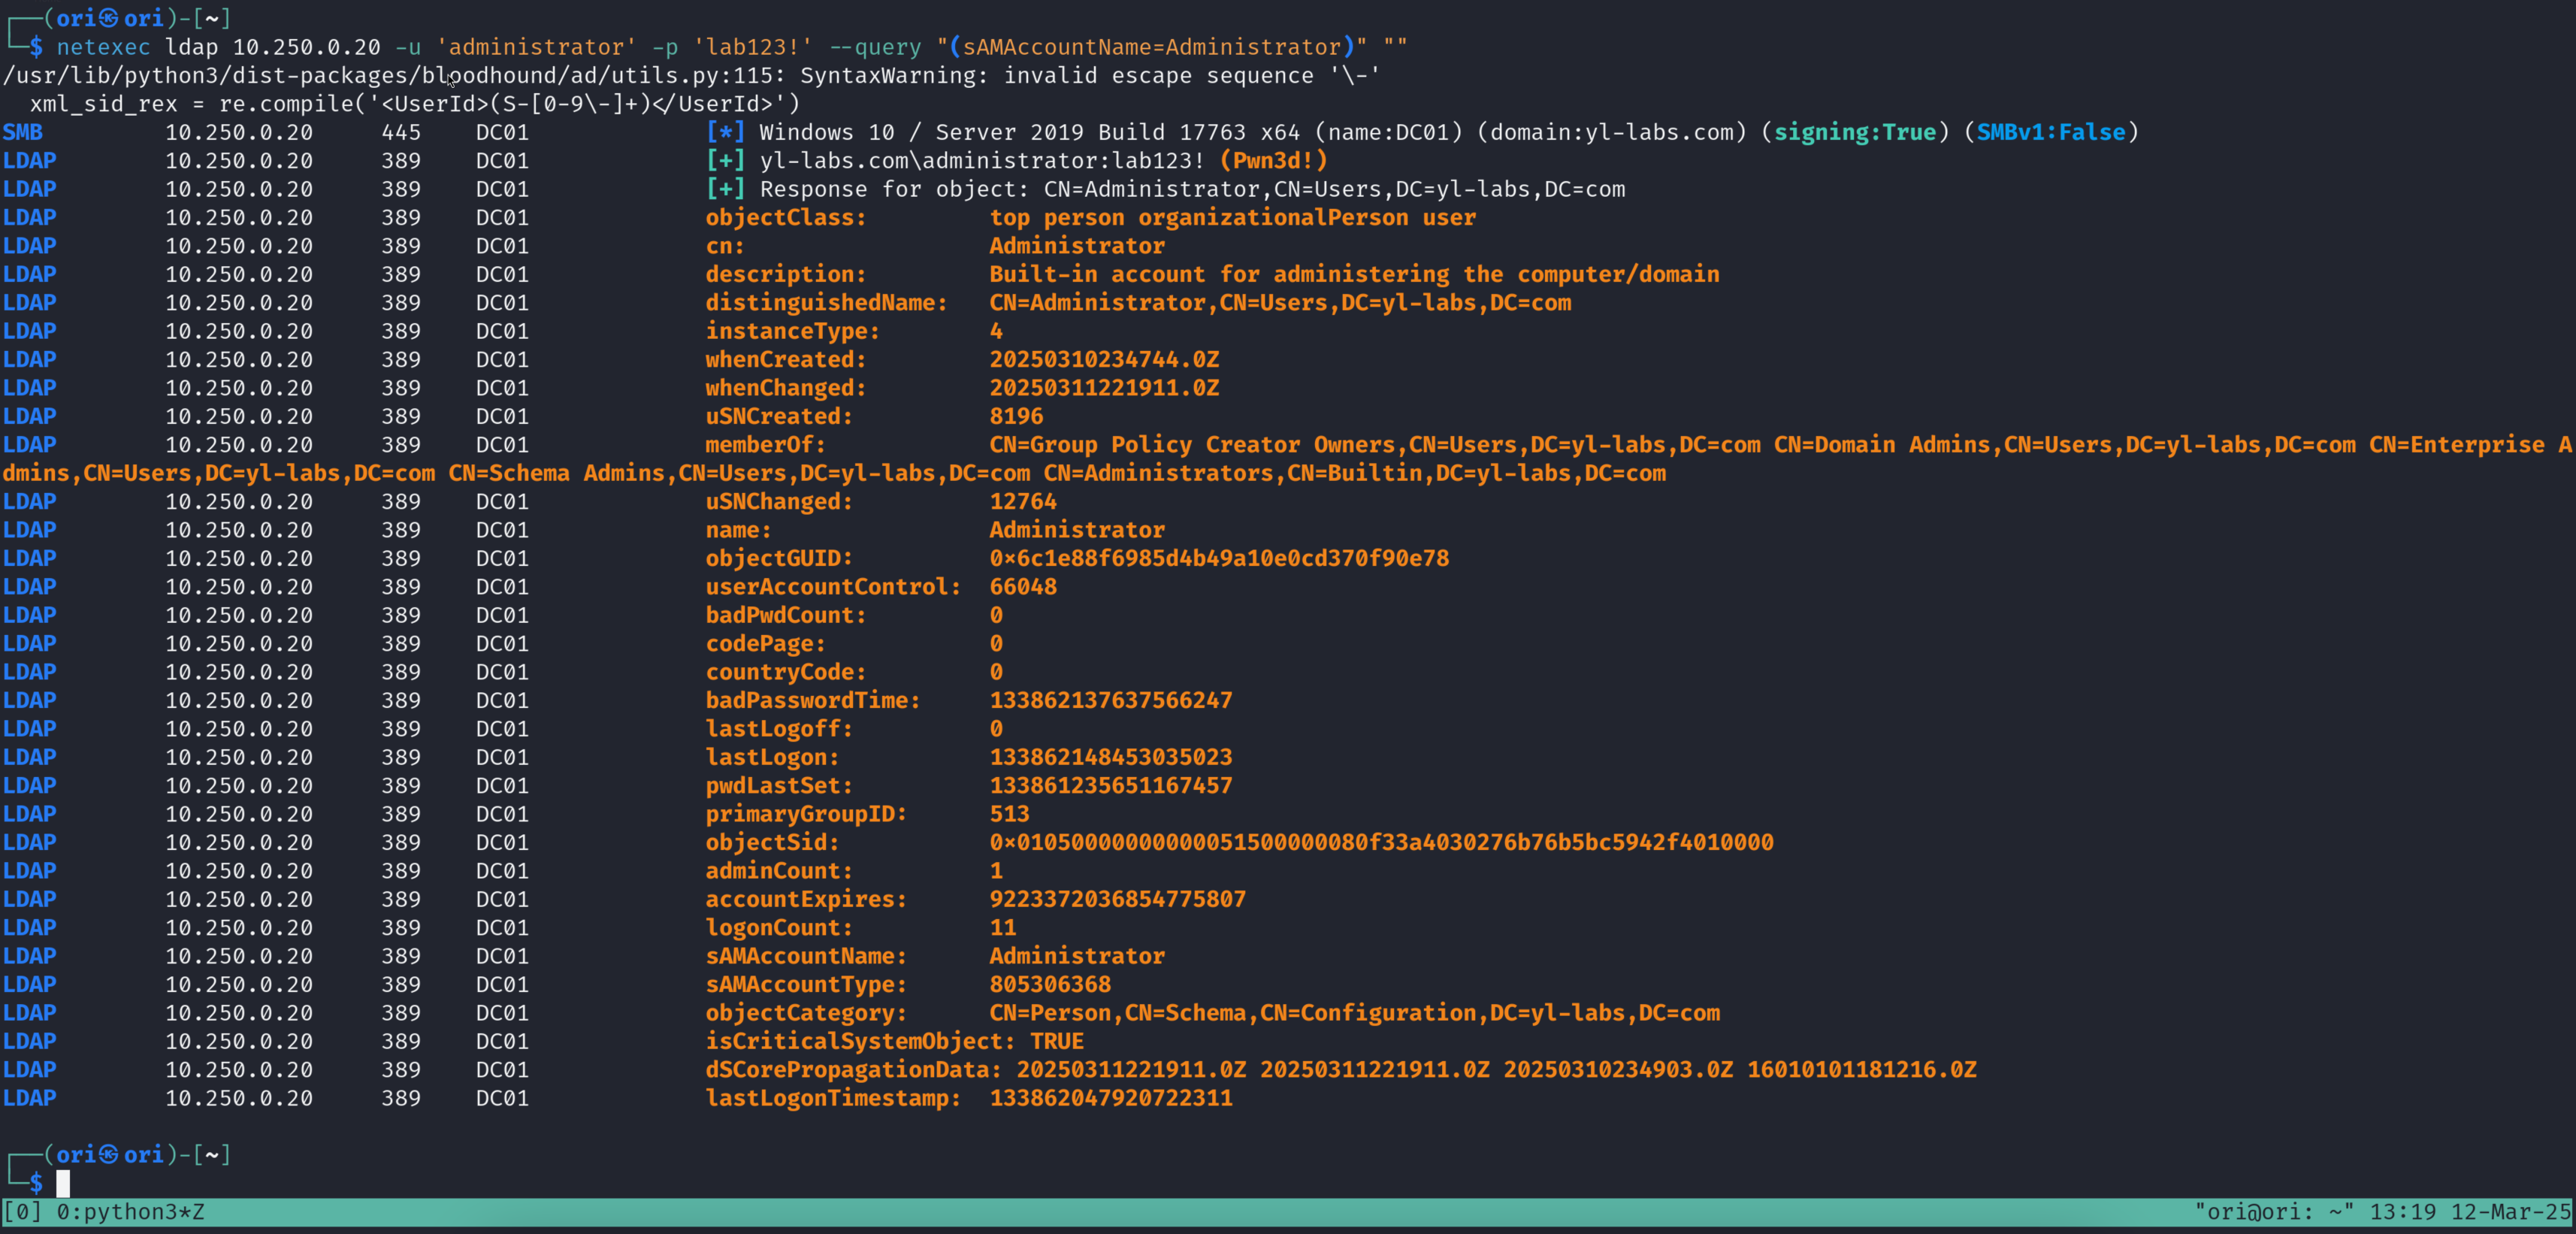 ┌──(ori㉿ori)-[~]
└─$ netexec ldap 10.250.0.20 -u 'administrator' -p 'lab123!' --query "(sAMAccountName=Administrator)" ""
/usr/lib/python3/dist-packages/bloodhound/ad/utils.py:115: SyntaxWarning: invalid escape sequence '\-'
  xml_sid_rex = re.compile('<UserId>(S-[0-9\-]+)</UserId>')
SMB 10.250.0.20 445 DC01 [*] Windows 10 / Server 2019 Build 17763 x64 (name:DC01) (domain:yl-labs.com) (signing:True) (SMBv1:False)
LDAP 10.250.0.20 389 DC01 [+] yl-labs.com\administrator:lab123! (Pwn3d!)
LDAP 10.250.0.20 389 DC01 [+] Response for object: CN=Administrator,CN=Users,DC=yl-labs,DC=com
LDAP 10.250.0.20 389 DC01 objectClass: top person organizationalPerson user
LDAP 10.250.0.20 389 DC01 cn: Administrator
LDAP 10.250.0.20 389 DC01 description: Built-in account for administering the computer/domain
LDAP 10.250.0.20 389 DC01 distinguishedName: CN=Administrator,CN=Users,DC=yl-labs,DC=com
LDAP 10.250.0.20 389 DC01 instanceType: 4
LDAP 10.250.0.20 389 DC01 whenCreated: 20250310234744.0Z
LDAP 10.250.0.20 389 DC01 whenChanged: 20250311221911.0Z
LDAP 10.250.0.20 389 DC01 uSNCreated: 8196
LDAP 10.250.0.20 389 DC01 memberOf: CN=Group Policy Creator Owners,CN=Users,DC=yl-labs,DC=com CN=Domain Admins,CN=Users,DC=yl-labs,DC=com CN=Enterprise A
dmins,CN=Users,DC=yl-labs,DC=com CN=Schema Admins,CN=Users,DC=yl-labs,DC=com CN=Administrators,CN=Builtin,DC=yl-labs,DC=com
LDAP 10.250.0.20 389 DC01 uSNChanged: 12764
LDAP 10.250.0.20 389 DC01 name: Administrator
LDAP 10.250.0.20 389 DC01 objectGUID: 0×6c1e88f6985d4b49a10e0cd370f90e78
LDAP 10.250.0.20 389 DC01 userAccountControl: 66048
LDAP 10.250.0.20 389 DC01 badPwdCount: 0
LDAP 10.250.0.20 389 DC01 codePage: 0
LDAP 10.250.0.20 389 DC01 countryCode: 0
LDAP 10.250.0.20 389 DC01 badPasswordTime: 133862137637566247
LDAP 10.250.0.20 389 DC01 lastLogoff: 0
LDAP 10.250.0.20 389 DC01 lastLogon: 133862148453035023
LDAP 10.250.0.20 389 DC01 pwdLastSet: 133861235651167457
LDAP 10.250.0.20 389 DC01 primaryGroupID: 513
LDAP 10.250.0.20 389 DC01 objectSid: 0×01050000000000051500000080f33a4030276b76b5bc5942f4010000
LDAP 10.250.0.20 389 DC01 adminCount: 1
LDAP 10.250.0.20 389 DC01 accountExpires: 9223372036854775807
LDAP 10.250.0.20 389 DC01 logonCount: 11
LDAP 10.250.0.20 389 DC01 sAMAccountName: Administrator
LDAP 10.250.0.20 389 DC01 sAMAccountType: 805306368
LDAP 10.250.0.20 389 DC01 objectCategory: CN=Person,CN=Schema,CN=Configuration,DC=yl-labs,DC=com
LDAP 10.250.0.20 389 DC01 isCriticalSystemObject: TRUE
LDAP 10.250.0.20 389 DC01 dSCorePropagationData: 20250311221911.0Z 20250311221911.0Z 20250310234903.0Z 16010101181216.0Z
LDAP 10.250.0.20 389 DC01 lastLogonTimestamp: 133862047920722311
┌──(ori㉿ori)-[~]
└─$
[0] 0:python3*Z "ori@ori: ~" 13:19 12-Mar-25